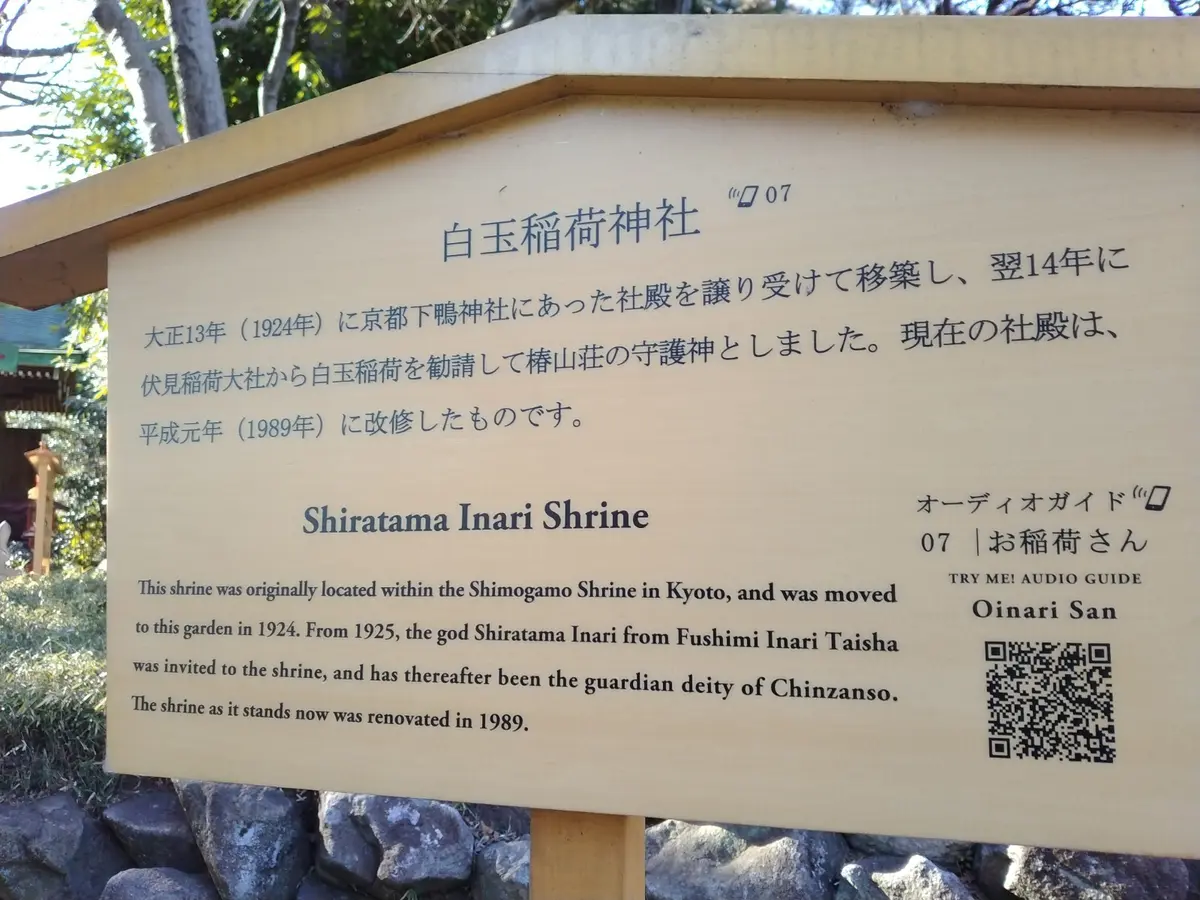 白玉稲荷神社 07
大正13年（1924年）に京都下鴨神社にあった社殿を譲り受けて移築し、翌14年に
伏見稲荷大社から白玉稲荷を勧請して椿山荘の守護神としました。現在の社殿は、
平成元年（1989年）に改修したものです。
Shiratama Inari Shrine
This shrine was originally located within the Shimogamo Shrine in Kyoto, and was moved
to this garden in 1924. From 1925, the god Shiratama Inari from Fushimi Inari Taisha
was invited to the shrine, and has thereafter been the guardian deity of Chinzanso.
The shrine as it stands now was renovated in 1989.
オーディオガイド
07 |お稲荷さん
TRY ME! AUDIO GUIDE
Oinari San